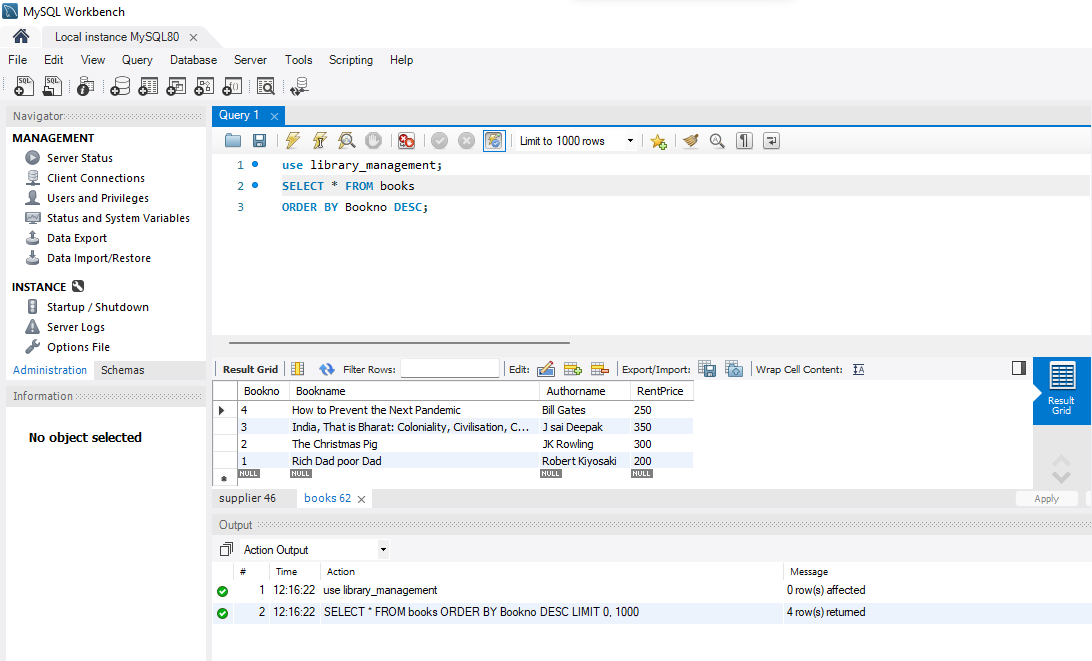 MySQL Workbench
Local instance MySQL80
File Edit View Query Database Server Tools Scripting Help
Navigator
MANAGEMENT
Server Status
Client Connections
Users and Privileges
Status and System Variables
Data Export
Data Import/Restore
INSTANCE
Startup / Shutdown
Server Logs
Options File
Administration Schemas
Information
No object selected
Query 1
Limit to 1000 rows
1 use library_management;
2 SELECT * FROM books
3 ORDER BY Bookno DESC;
Result Grid Filter Rows: Edit: Export/Import: Wrap Cell Content: IA
Bookno Bookname Authorname RentPrice
4 How to Prevent the Next Pandemic Bill Gates 250
3 India, That is Bharat: Coloniality, Civilisation, C... J sai Deepak 350
2 The Christmas Pig JK Rowling 300
1 Rich Dad poor Dad Robert Kiyosaki 200
NULL NULL NULL NULL
Result Grid
supplier 46 books 62
Apply
Output
Action Output
# Time Action Message
1 12:16:22 use library_management 0 row(s) affected
2 12:16:22 SELECT * FROM books ORDER BY Bookno DESC LIMIT 0, 1000 4 row(s) returned